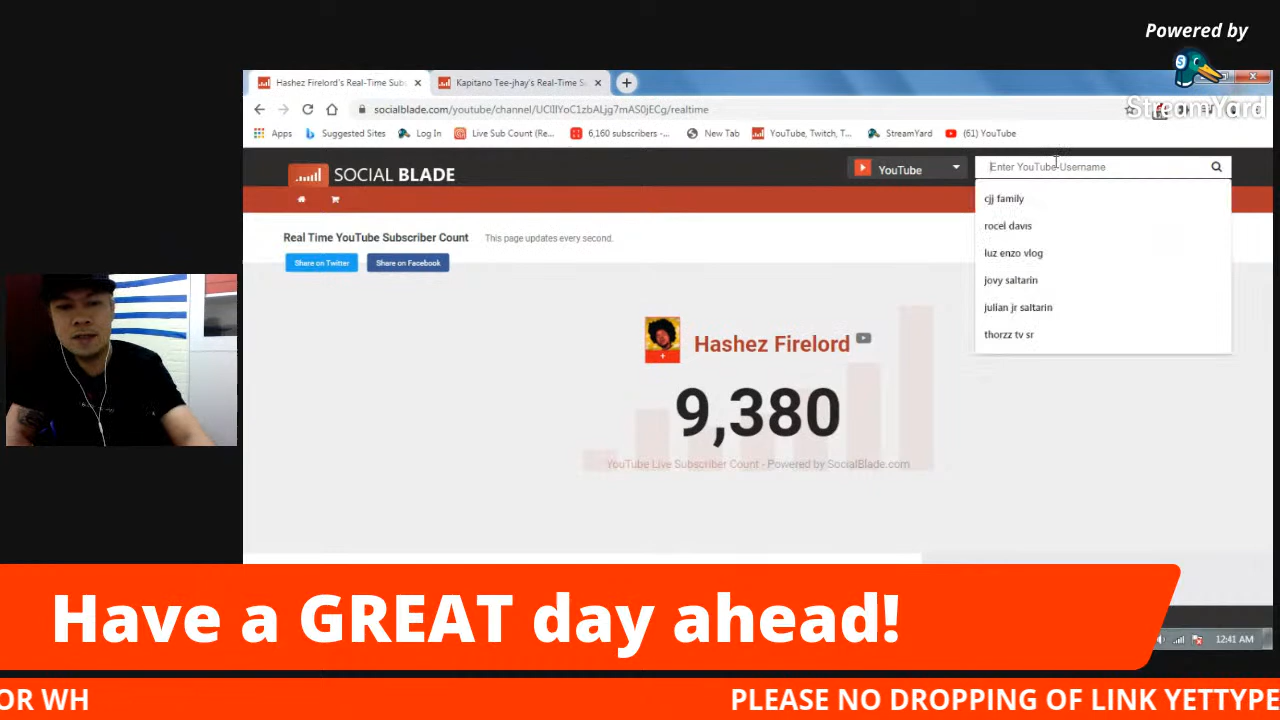 Powered by
StreamYard
Hashez Firelord's Real-Time Sub
Kapitano Tee-jhay's Real-Time S
socialblade.com/youtube/channel/UCIIlYoC1zbALjg7mAS0jECg/realtime
Apps
Suggested Sites
Log In
Live Sub Count (Re...
6,160 subscribers -...
New Tab
YouTube, Twitch, T...
StreamYard
(61) YouTube
SOCIAL BLADE
YouTube
Enter YouTube Username
cjj family
rocel davis
luz enzo vlog
jovy saltarin
julian jr saltarin
thorzz tv sr
Real Time YouTube Subscriber Count
This page updates every second.
Share on Twitter
Share on Facebook
Hashez Firelord
9,380
YouTube Live Subscriber Count - Powered by SocialBlade.com
Have a GREAT day ahead!
12:41 AM
OR WH
PLEASE NO DROPPING OF LINK YETTYPE